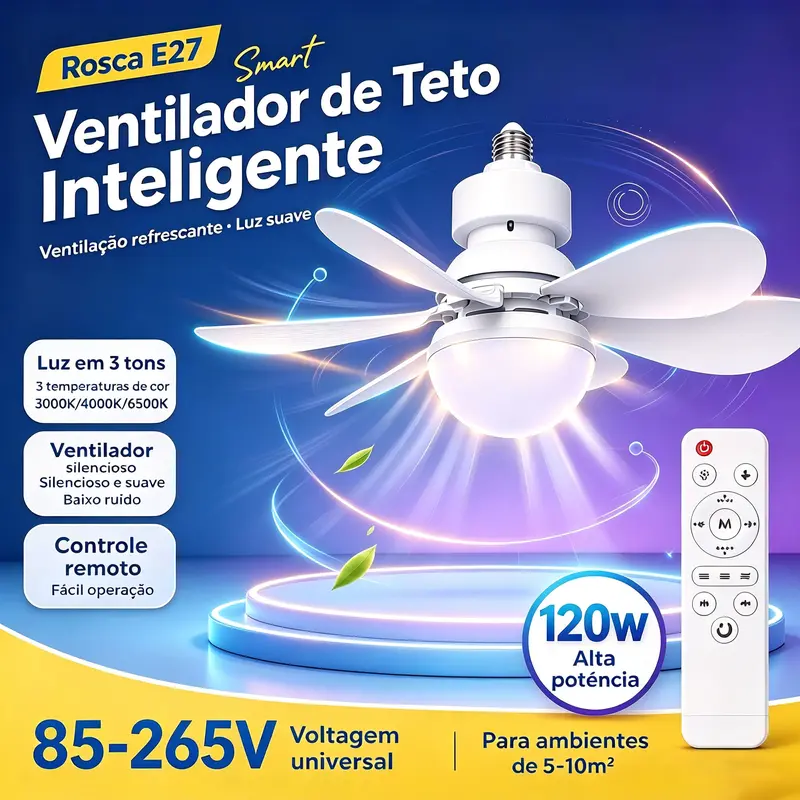 Rosca E27
Smart
Ventilador de Teto
Inteligente
Ventilação refrescante • Luz suave
Luz em 3 tons
3 temperaturas de cor
3000K/4000K/6500K
Ventilador
silencioso
Silencioso e suave
Baixo ruido
Controle
remoto
Fácil operação
M
120W
Alta
poténcia
85-265V
Voltagem
universal
Para ambientes
de 5-10m²